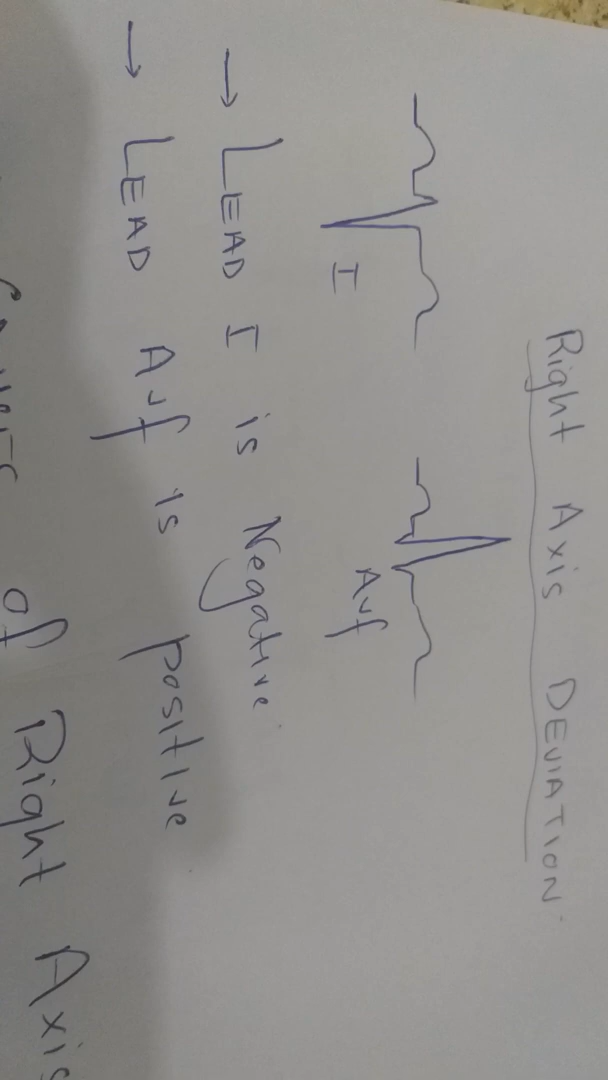 Right Axis DEVIATION
I
Avf
→ LEAD I is Negative
→ LEAD Avf is positive
of Right Axis